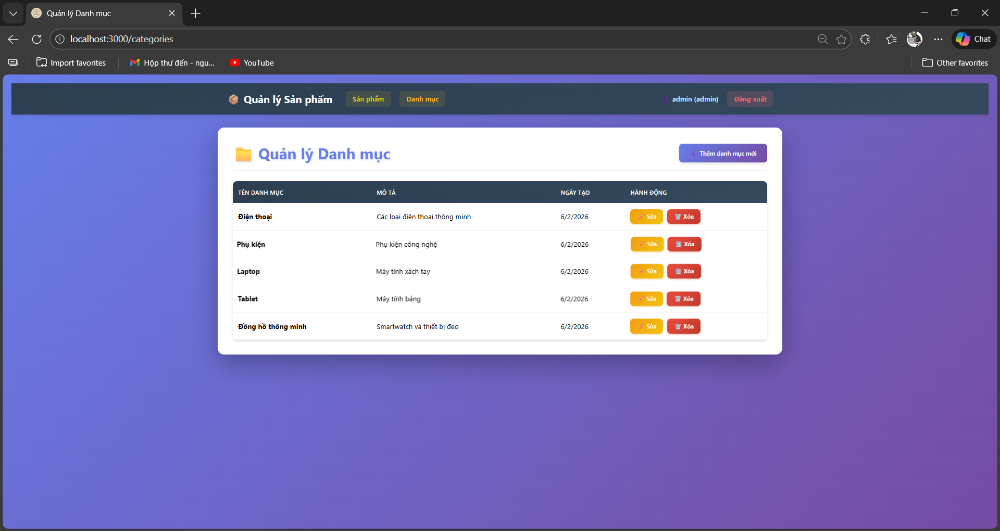 Quản lý Danh mục
localhost:3000/categories
Chat
Import favorites
Hộp thư đến - ngu...
YouTube
Other favorites
Quản lý Sản phẩm
Sản phẩm
Danh mục
admin (admin)
Đăng xuất
Quản lý Danh mục
Thêm danh mục mới
TÊN DANH MỤC MÔ TẢ NGÀY TẠO HÀNH ĐỘNG
Điện thoại Các loại điện thoại thông minh 6/2/2026 Sửa Xóa
Phụ kiện Phụ kiện công nghệ 6/2/2026 Sửa Xóa
Laptop Máy tính xách tay 6/2/2026 Sửa Xóa
Tablet Máy tính bảng 6/2/2026 Sửa Xóa
Đồng hồ thông minh Smartwatch và thiết bị đeo 6/2/2026 Sửa Xóa